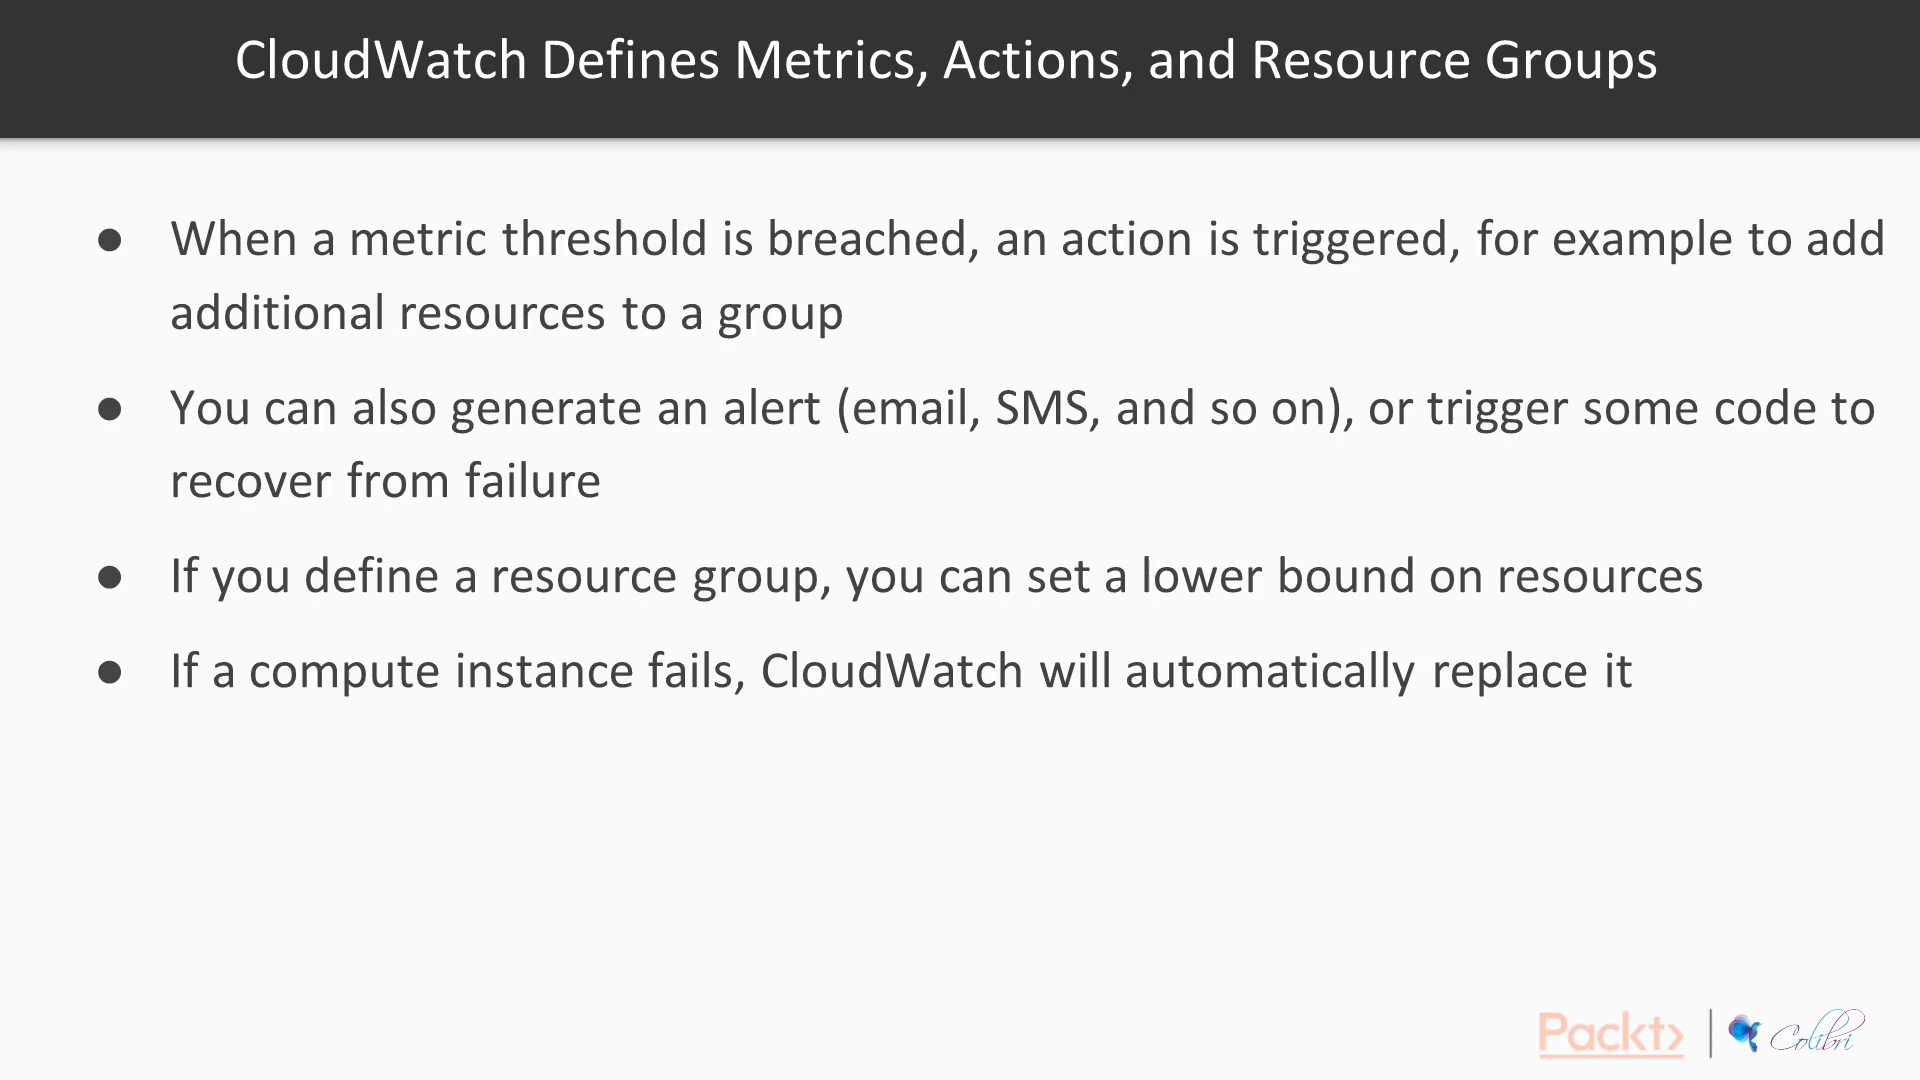 CloudWatch Defines Metrics, Actions, and Resource Groups
● When a metric threshold is breached, an action is triggered, for example to add
additional resources to a group
● You can also generate an alert (email, SMS, and so on), or trigger some code to
recover from failure
● If you define a resource group, you can set a lower bound on resources
● If a compute instance fails, CloudWatch will automatically replace it
Packt> | Colibri